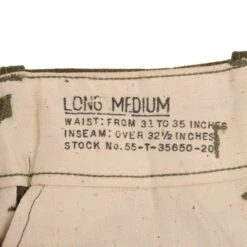 LONG MEDIUM
WAIST: FROM 31 TO 35 INCHES
INSEAM: OVER 32½ INCHES
STOCK No. 55-T-35650-20